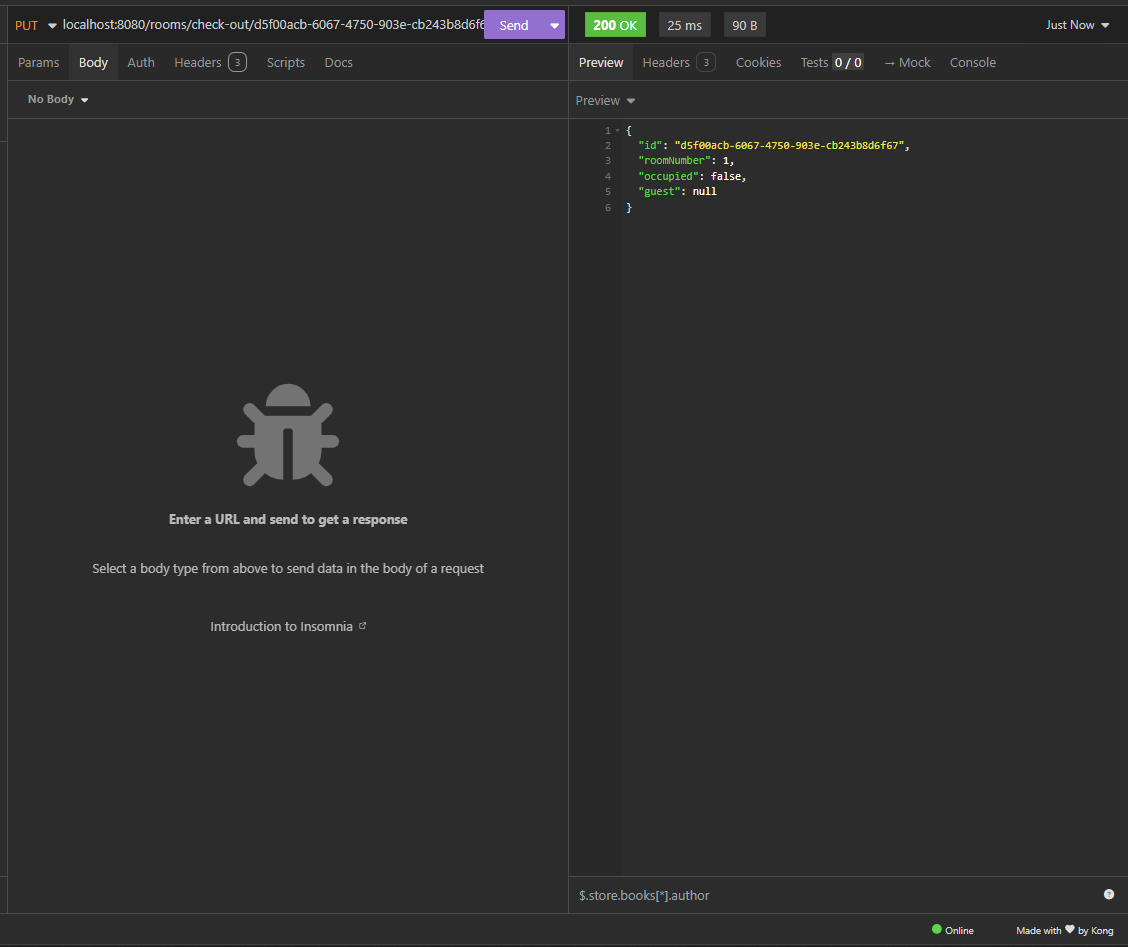 PUT localhost:8080/rooms/check-out/d5f00acb-6067-4750-903e-cb243b8d6f6 Send
200 OK 25 ms 90 B Just Now
Params Body Auth Headers 3 Scripts Docs
Preview Headers 3 Cookies Tests 0 / 0 → Mock Console
No Body
Preview
1 {
2 "id": "d5f00acb-6067-4750-903e-cb243b8d6f67",
3 "roomNumber": 1,
4 "occupied": false,
5 "guest": null
6 }
Enter a URL and send to get a response
Select a body type from above to send data in the body of a request
Introduction to Insomnia
$.store.books[*].author
Online Made with ❤ by Kong